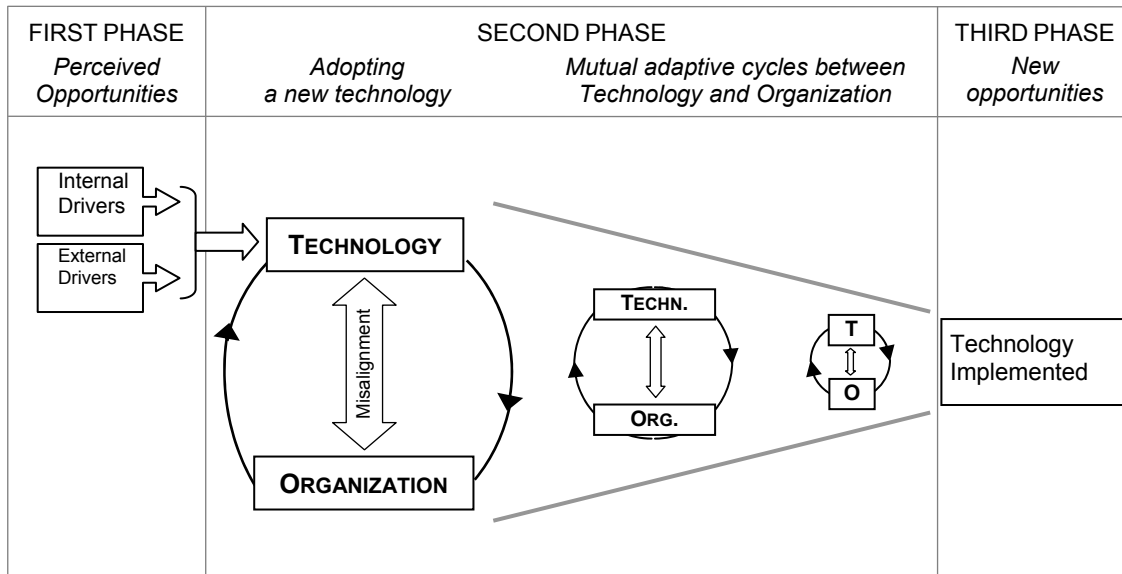 FIRST PHASE
Perceived
Opportunities
SECOND PHASE
Adopting
a new technology
Mutual adaptive cycles between
Technology and Organization
THIRD PHASE
New
opportunities
Internal
Drivers
External
Drivers
TECHNOLOGY
Misalignment
ORGANIZATION
TECHN.
ORG.
T
O
Technology
Implemented